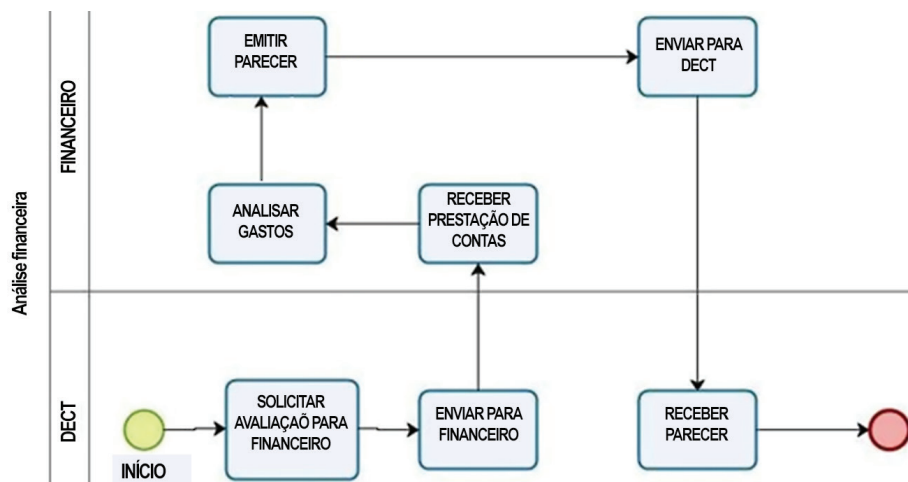 Análise financeira
FINANCEIRO
EMITIR
PARECER
ENVIAR PARA
DECT
ANALISAR
GASTOS
RECEBER
PRESTAÇÃO DE
CONTAS
DECT
INÍCIO
SOLICITAR
AVALIAÇAÕ PARA
FINANCEIRO
ENVIAR PARA
FINANCEIRO
RECEBER
PARECER